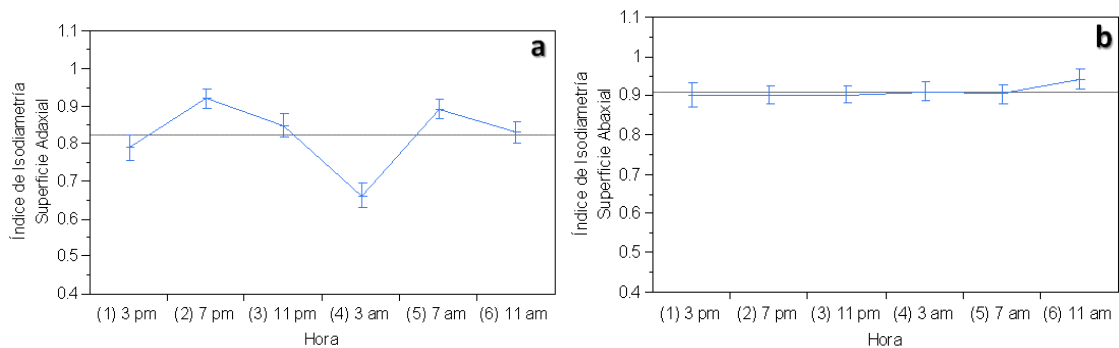 a
1.1
1
0.9
0.8
0.7
0.6
0.5
0.4
Índice de Isodiametría
Superficie Adaxial
(1) 3 pm (2) 7 pm (3) 11 pm (4) 3 am (5) 7 am (6) 11 am
Hora
b
1.1
1
0.9
0.8
0.7
0.6
0.5
0.4
Índice de Isodiametría
Superficie Abaxial
(1) 3 pm (2) 7 pm (3) 11 pm (4) 3 am (5) 7 am (6) 11 am
Hora